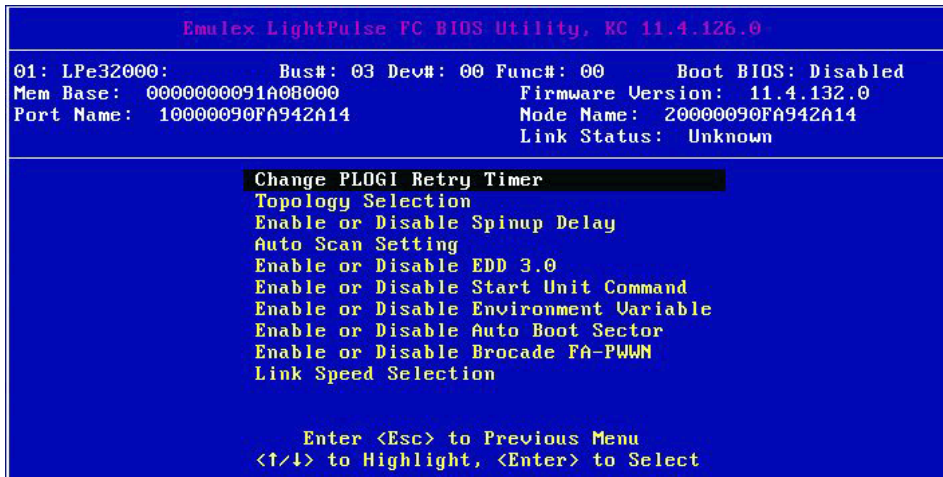 Emulex LightPulse FC BIOS Utility, KC 11.4.126.0
01: LPe32000: Bus#: 03 Dev#: 00 Func#: 00 Boot BIOS: Disabled
Mem Base: 0000000091A08000 Firmware Version: 11.4.132.0
Port Name: 10000090FA942A14 Node Name: 20000090FA942A14
Link Status: Unknown
Change PLOGI Retry Timer
Topology Selection
Enable or Disable Spinup Delay
Auto Scan Setting
Enable or Disable EDD 3.0
Enable or Disable Start Unit Command
Enable or Disable Environment Variable
Enable or Disable Auto Boot Sector
Enable or Disable Brocade FA-PWWN
Link Speed Selection
Enter <Esc> to Previous Menu
<↑/↓> to Highlight, <Enter> to Select